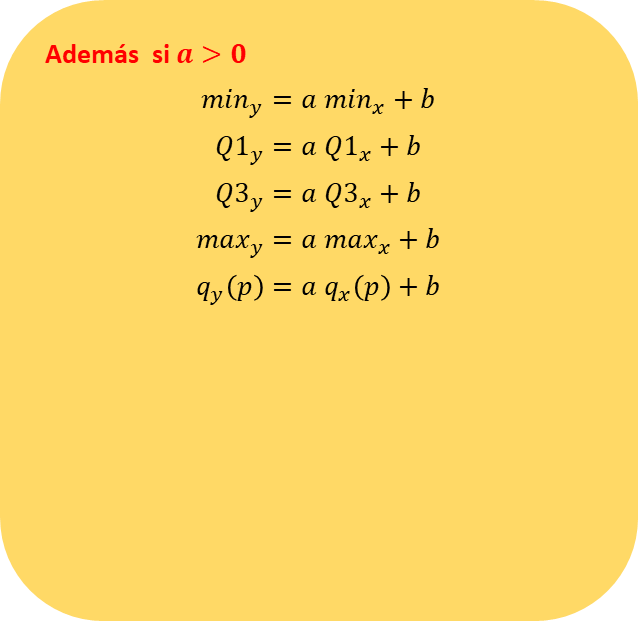 Además si a > 0
min_y = a min_x + b
Q1_y = a Q1_x + b
Q3_y = a Q3_x + b
max_y = a max_x + b
q_y(p) = a q_x(p) + b